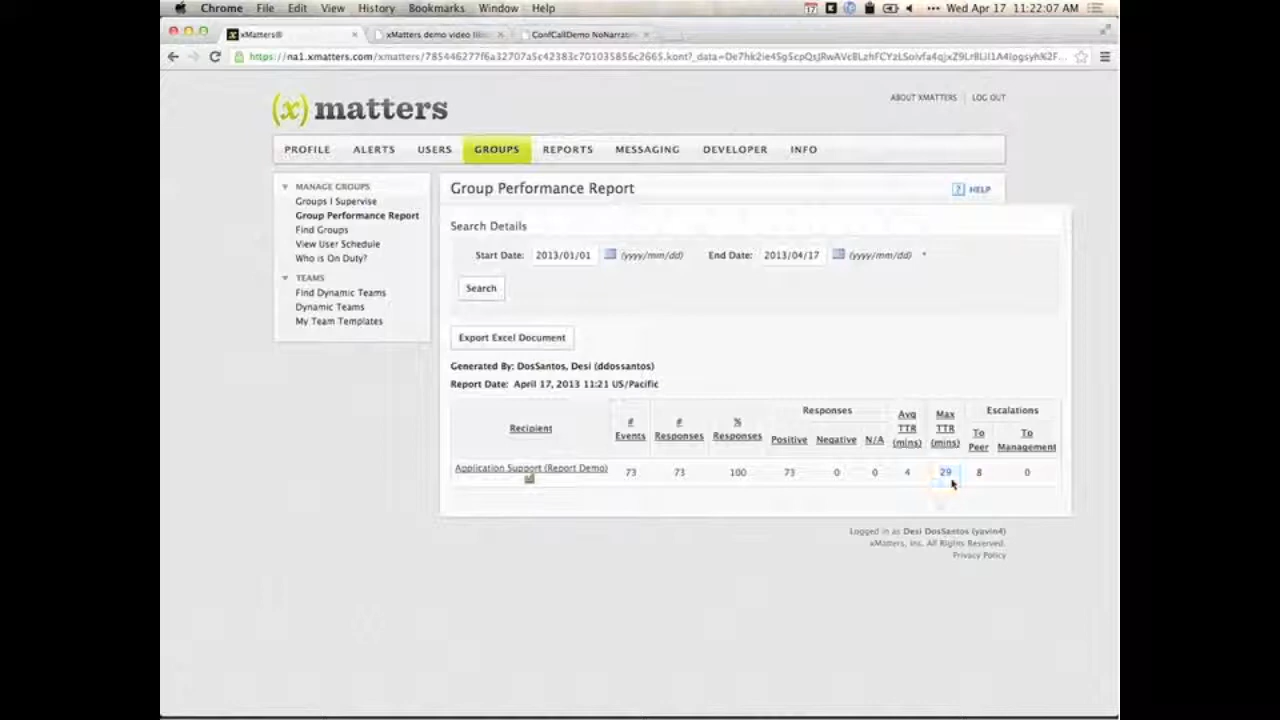 Chrome File Edit View History Bookmarks Window Help
Wed Apr 17 11:22:07 AM
xMatters®
xMatters demo video
ConfCallDemo NoNarrat
ABOUT XMATTERS LOG OUT
(x) matters
PROFILE ALERTS USERS GROUPS REPORTS MESSAGING DEVELOPER INFO
MANAGE GROUPS
Groups I Supervise
Group Performance Report
Find Groups
View User Schedule
Who is On Duty?
TEAMS
Find Dynamic Teams
Dynamic Teams
My Team Templates
Group Performance Report
? HELP
Search Details
Start Date: 2013/01/01 (yyyy/mm/dd) End Date: 2013/04/17 (yyyy/mm/dd) *
Search
Export Excel Document
Generated By: DosSantos, Desi (ddossantos)
Report Date: April 17, 2013 11:21 US/Pacific
Recipient
# Events
# Responses
% Responses
Responses
Positive Negative N/A
Avg TTR (mins)
Max TTR (mins)
Escalations
To Peer
To Management
Application Support (Report Demo) 73 73 100 73 0 0 4 29 8 0
Logged in as Desi DosSantos (yavin4)
xMatters, inc. All Rights Reserved.
Privacy Policy